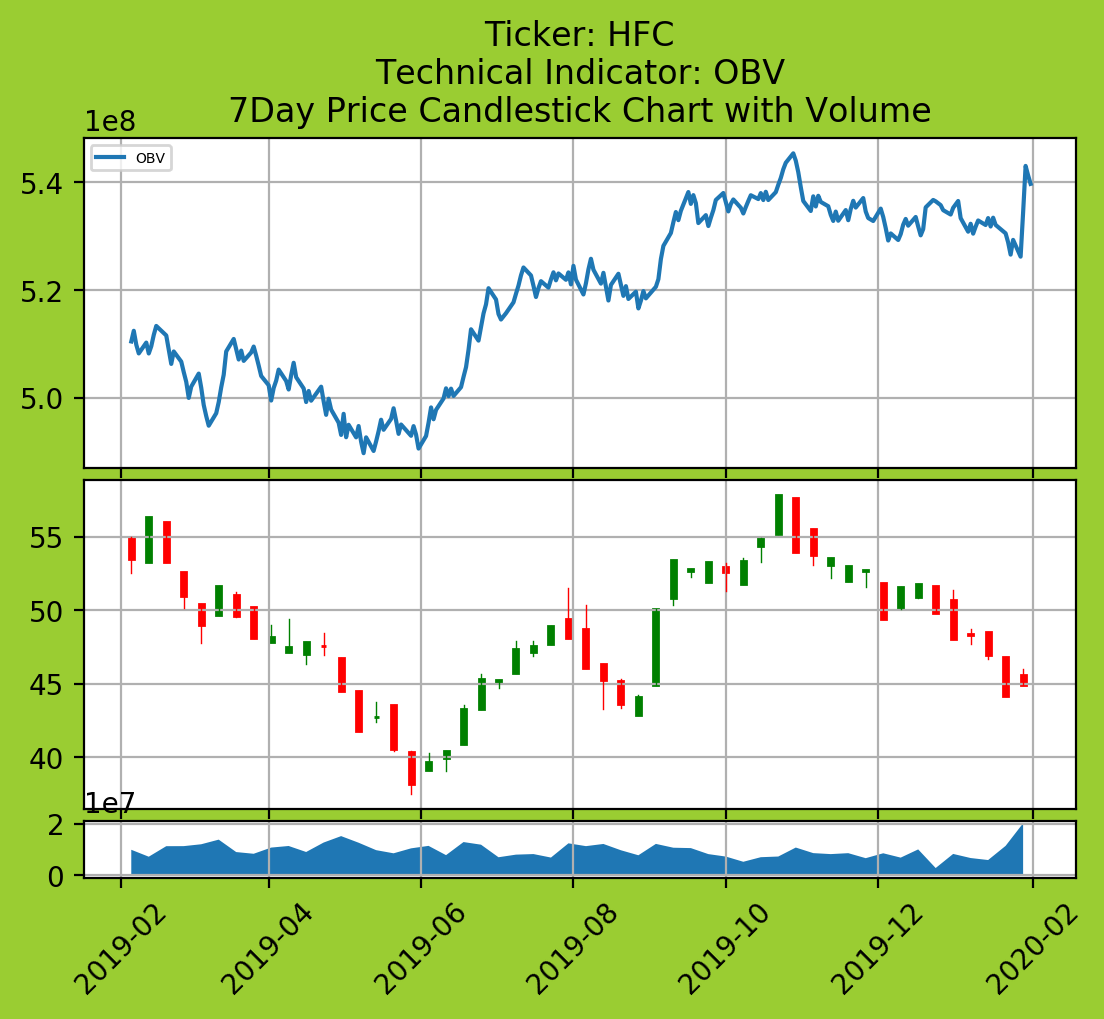 Ticker: HFC
Technical Indicator: OBV
7Day Price Candlestick Chart with Volume
1e8
OBV
5.4
5.2
5.0
55
50
45
40
1e7
2
0
2019-02
2019-04
2019-06
2019-08
2019-10
2019-12
2020-02